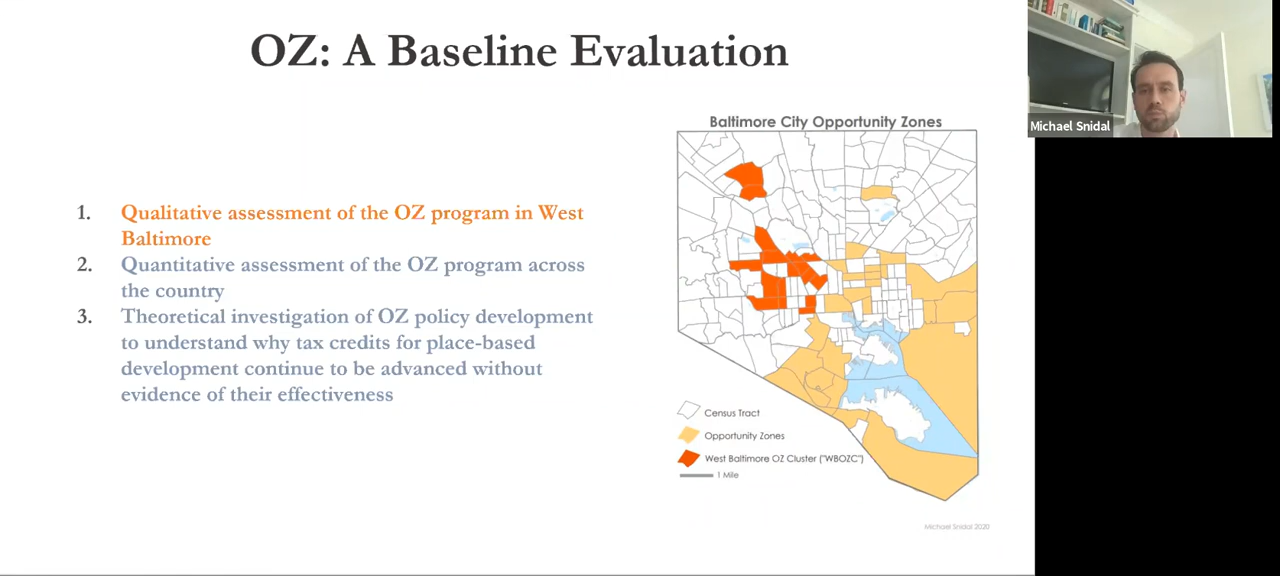 OZ: A Baseline Evaluation
1. Qualitative assessment of the OZ program in West
Baltimore
2. Quantitative assessment of the OZ program across
the country
3. Theoretical investigation of OZ policy development
to understand why tax credits for place-based
development continue to be advanced without
evidence of their effectiveness
Baltimore City Opportunity Zones
Census Tract
Opportunity Zones
West Baltimore OZ Cluster ("WBOZC")
1 Mile
Michael Snidal 2020
Michael Snidal